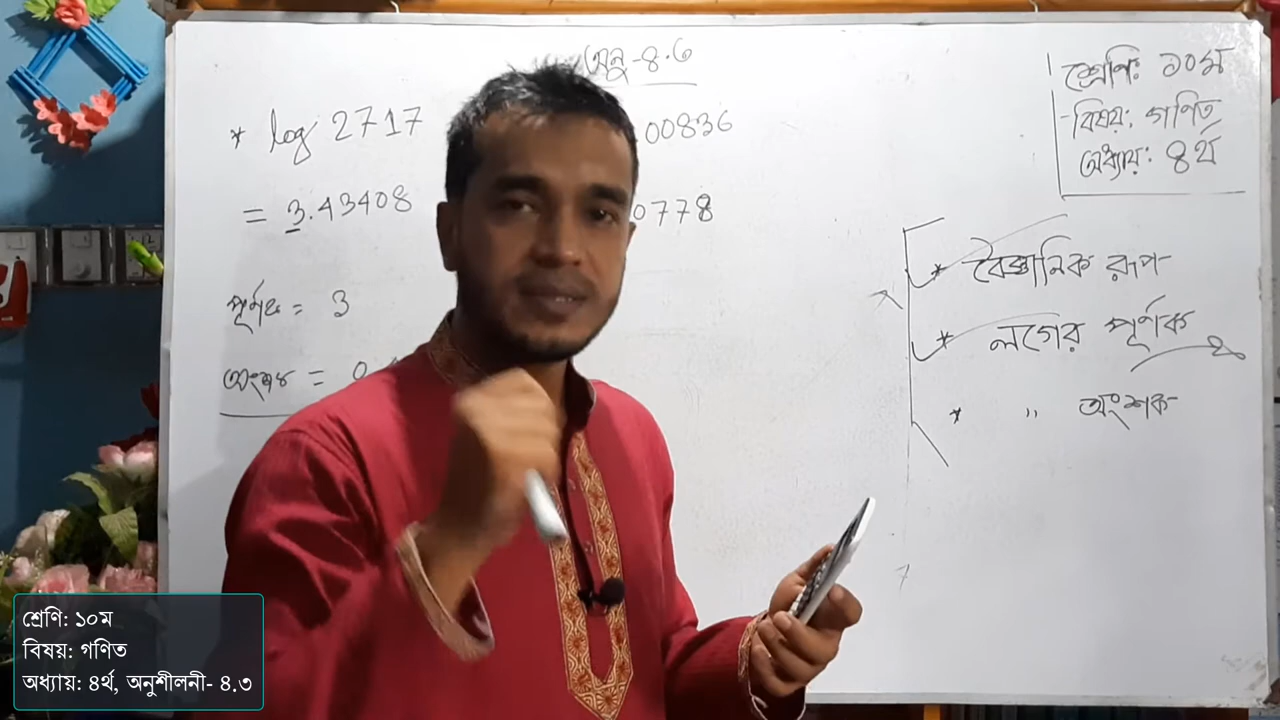 অনু-৪.৩
* log 2717
00836
= 3.43408
0778
পূর্ণক = 3
অংশক = 0
শ্রেণি: ১০ম
বিষয়: গণিত
অধ্যায়: ৪র্থ
* বৈজ্ঞানিক রূপ
* লগের পূর্ণক
* " অংশক
শ্রেণি: ১০ম
বিষয়: গণিত
অধ্যায়: ৪র্থ, অনুশীলনী- ৪.৩